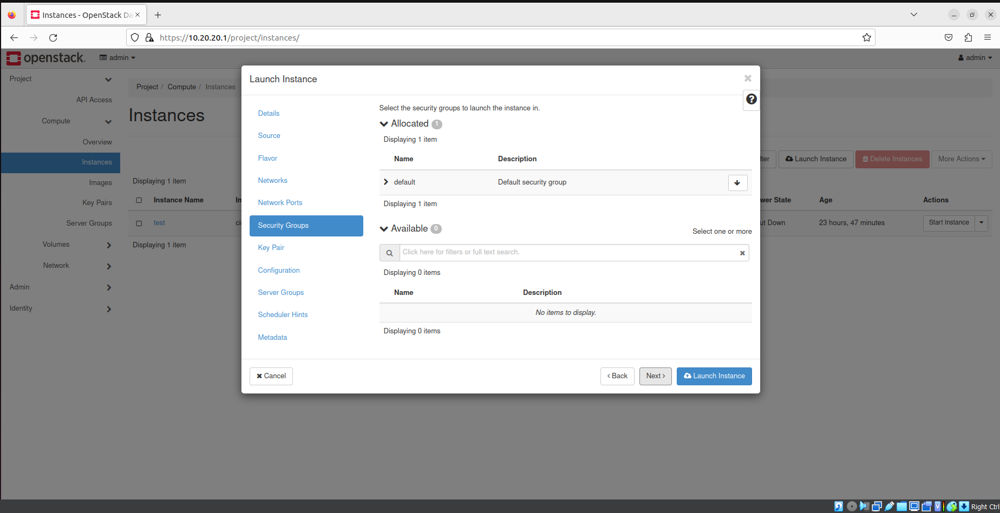 Instances - OpenStack Da
https://10.20.20.1/project/instances/
openstack.
admin
admin
Project
API Access
Compute
Overview
Instances
Images
Key Pairs
Server Groups
Volumes
Network
Admin
Identity
Project / Compute / Instances
Instances
Launch Instance
Delete Instances
More Actions
Displaying 1 item
Instance Name
wer State
Age
Actions
test
ut Down
23 hours, 47 minutes
Start Instance
Displaying 1 item
Launch Instance
Details
Source
Flavor
Networks
Network Ports
Security Groups
Key Pair
Configuration
Server Groups
Scheduler Hints
Metadata
Select the security groups to launch the instance in.
Allocated 1
Displaying 1 item
Name Description
default Default security group
Displaying 1 item
Available 0
Select one or more
Click here for filters or full text search.
Displaying 0 items
Name Description
No items to display.
Displaying 0 items
Cancel
Back
Next
Launch Instance
Right Ctrl